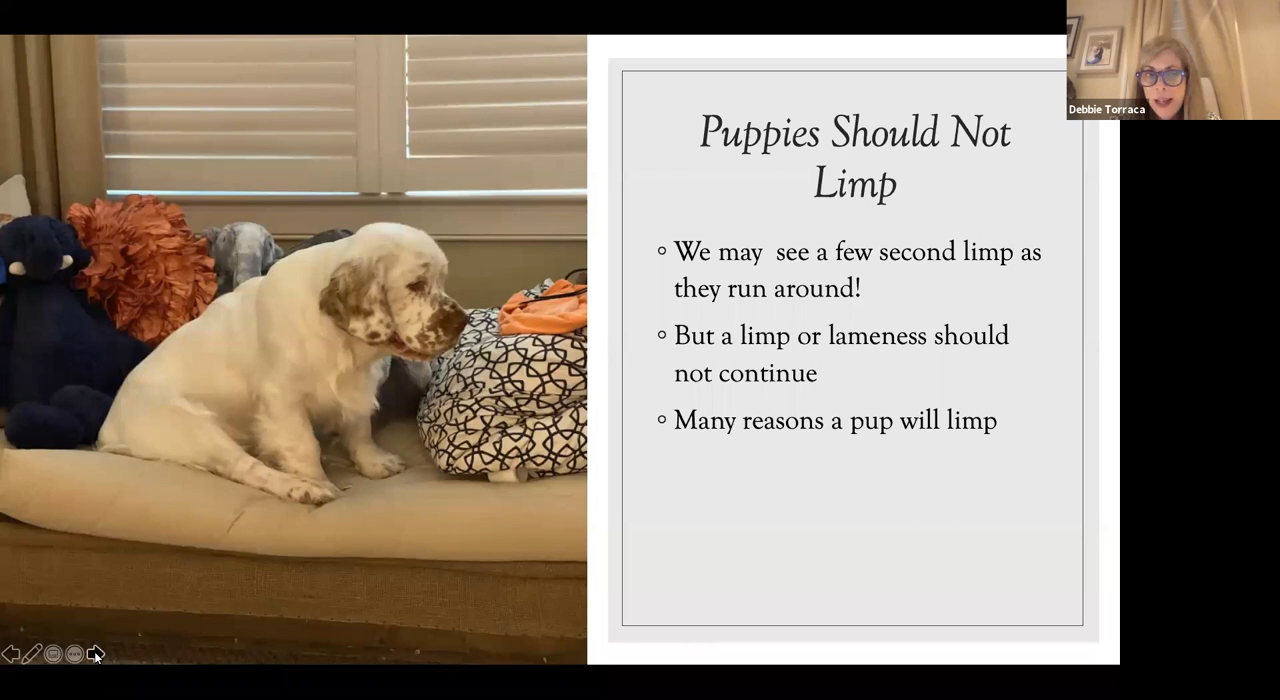 Puppies Should Not
Limp
◦ We may  see a few second limp as
they run around!
◦ But a limp or lameness should
not continue
◦ Many reasons a pup will limp
Debbie Torraca